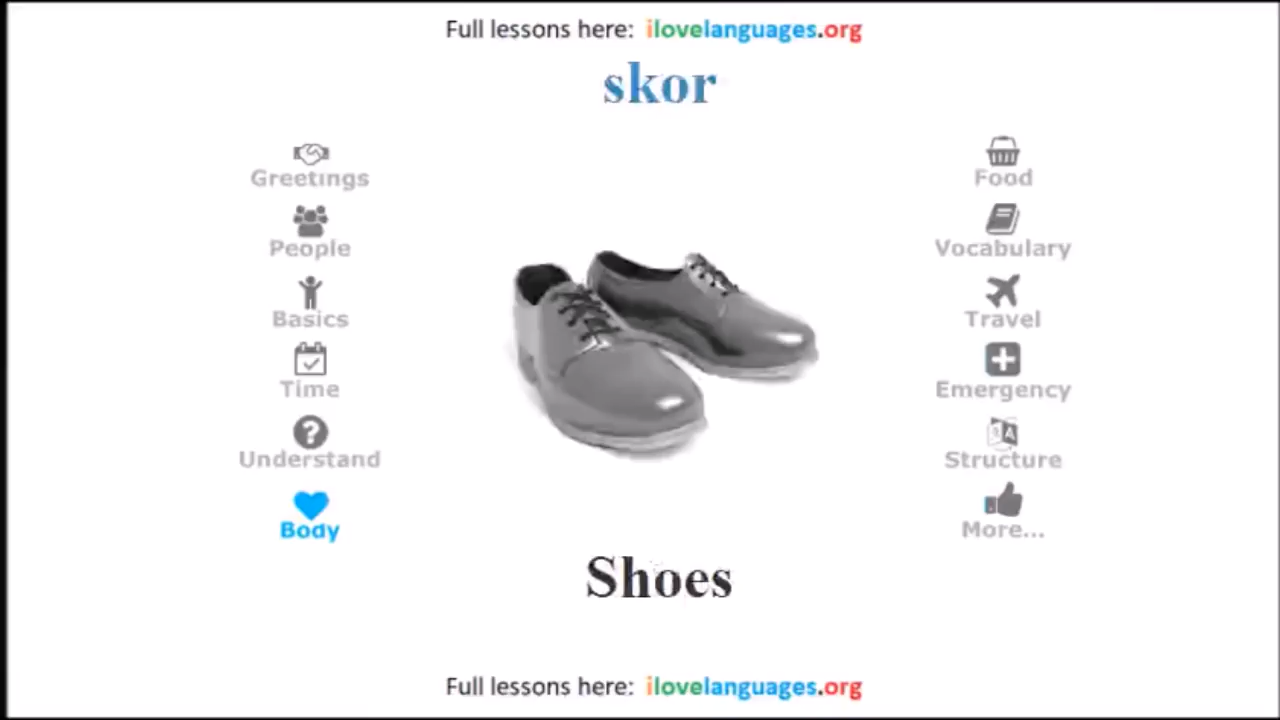 Full lessons here: ilovelanguages.org
skor
Greetings
People
Basics
Time
Understand
Body
Food
Vocabulary
Travel
Emergency
Structure
More...
Shoes
Full lessons here: ilovelanguages.org